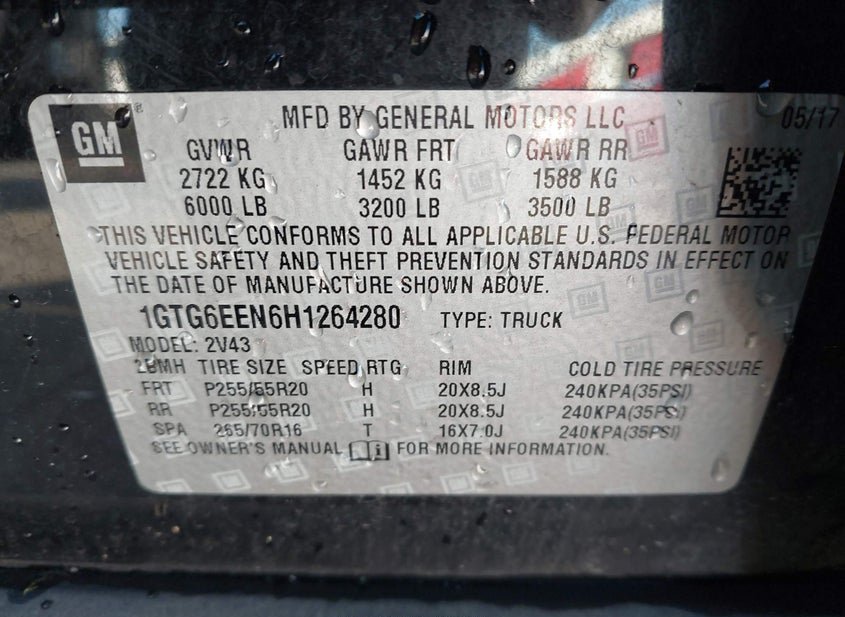 GM MFD BY GENERAL MOTORS LLC 05/17
GVWR GAWR FRT GAWR RR
2722 KG 1452 KG 1588 KG
6000 LB 3200 LB 3500 LB
THIS VEHICLE CONFORMS TO ALL APPLICABLE U.S. FEDERAL MOTOR
VEHICLE SAFETY AND THEFT PREVENTION STANDARDS IN EFFECT ON
THE DATE OF MANUFACTURE SHOWN ABOVE.
1GTG6EEN6H1264280 TYPE: TRUCK
MODEL: 2V43
2BMH TIRE SIZE SPEED RTG RIM COLD TIRE PRESSURE
FRT P255/55R20 H 20X8.5J 240KPA(35PSI)
RR P255/55R20 H 20X8.5J 240KPA(35PSI)
SPA 265/70R16 T 16X7.0J 240KPA(35PSI)
SEE OWNER'S MANUAL FOR MORE INFORMATION.